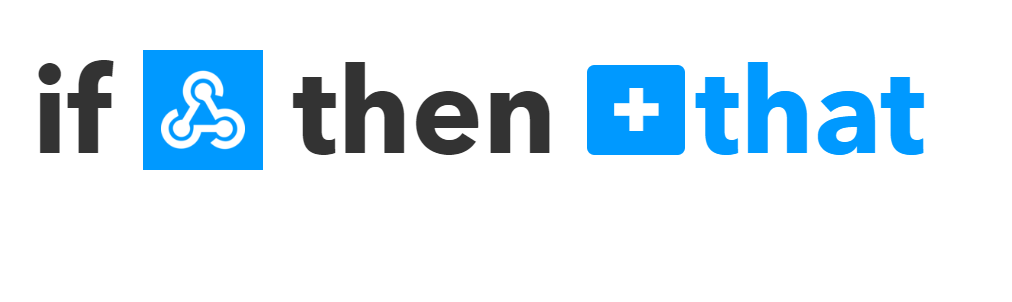 if then +that